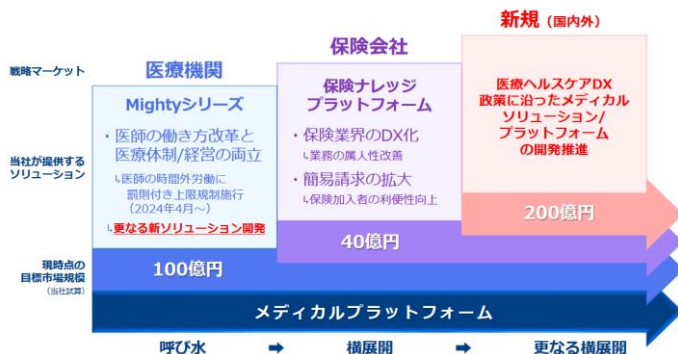 戦略マーケット
医療機関
保険会社
新規（国内外）
当社が提供する
ソリューション
Mightyシリーズ
・医師の働き方改革と
医療体制/経営の両立
↳医師の時間外労働に
罰則付き上限規制施行
（2024年4月～）
↳更なる新ソリューション開発
保険ナレッジ
プラットフォーム
・保険業界のDX化
↳業務の属人性改善
・簡易請求の拡大
↳保険加入者の利便性向上
医療ヘルスケアDX
政策に沿ったメディカル
ソリューション/
プラットフォーム
の開発推進
現時点の
目標市場規模
（当社試算）
100億円
40億円
200億円
メディカルプラットフォーム
呼び水 ➡ 横展開 ➡ 更なる横展開